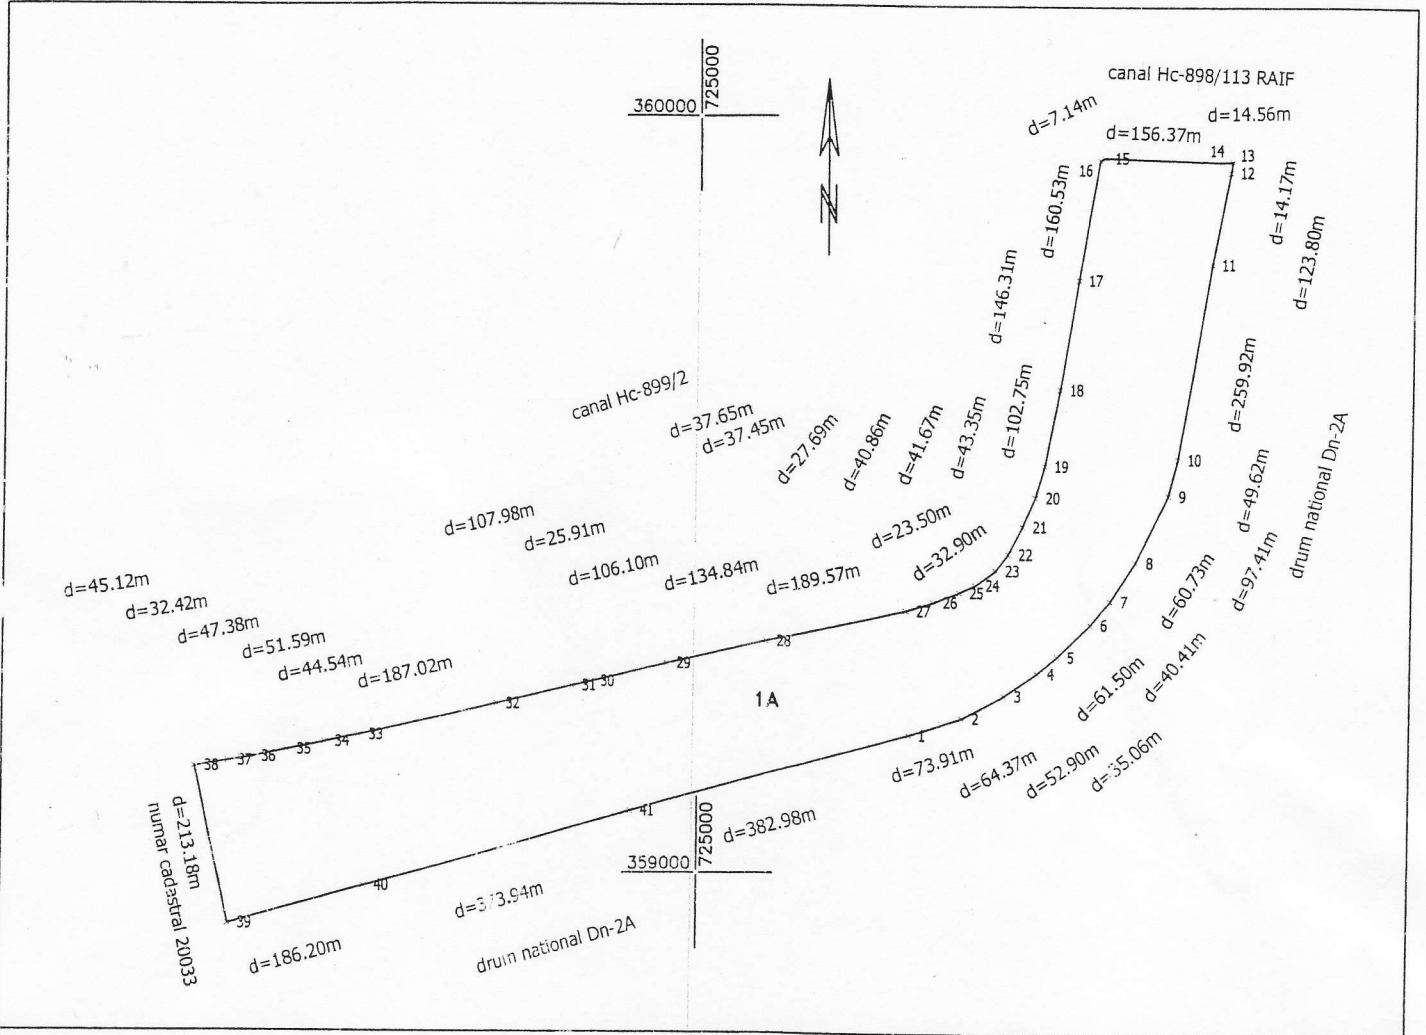 canal Hc-898/113 RAIF
360000
725000
d=7.14m
d=14.56m
d=156.37m
16
15
14
13
12
N
d=160.53m
d=14.17m
d=123.80m
11
17
d=146.31m
18
d=259.92m
canal Hc-899/2
d=37.65m
d=37.45m
d=27.69m
d=40.86m
d=41.67m
d=43.35m
d=102.75m
19
10
20
9
d=49.62m
drum national Dn-2A
d=107.98m
d=25.91m
d=106.10m
d=134.84m
d=189.57m
d=23.50m
d=32.90m
21
22
23
24
25
26
27
8
7
6
5
4
3
2
1
d=97.41m
d=60.73m
d=40.41m
d=61.50m
d=45.12m
d=32.42m
d=47.38m
d=51.59m
d=44.54m
d=187.02m
28
29
30
31
32
33
34
35
36
37
38
1A
d=73.91m
d=64.37m
d=52.90m
d=35.06m
d=213.18m
numar cadastral 20033
41
725000
359000
d=382.98m
40
39
d=186.20m
drum national Dn-2A